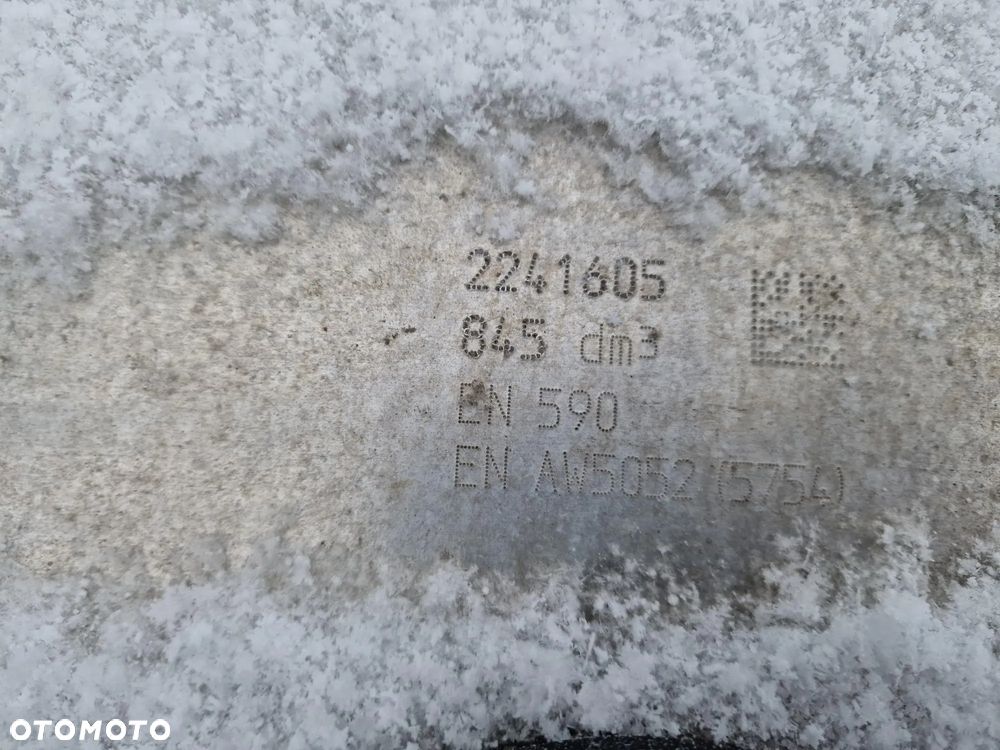 2241605
845 dm³
EN 590
EN AW5052 (5754)
OTOMOTO